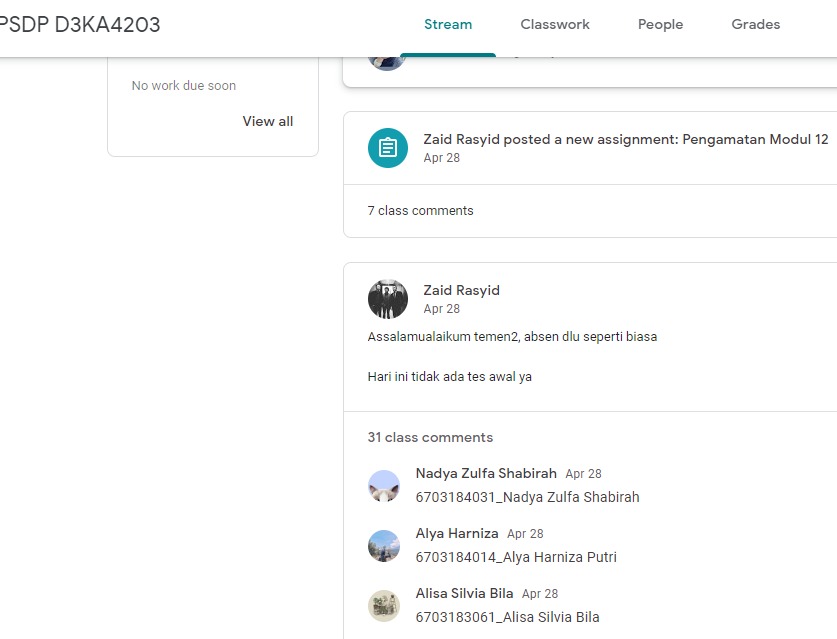 PSDP D3KA4203
Stream
Classwork
People
Grades
No work due soon
View all
Zaid Rasyid posted a new assignment: Pengamatan Modul 12
Apr 28
7 class comments
Zaid Rasyid
Apr 28
Assalamualaikum temen2, absen dlu seperti biasa
Hari ini tidak ada tes awal ya
31 class comments
Nadya Zulfa Shabirah Apr 28
6703184031_Nadya Zulfa Shabirah
Alya Harniza Apr 28
6703184014_Alya Harniza Putri
Alisa Silvia Bila Apr 28
6703183061_Alisa Silvia Bila